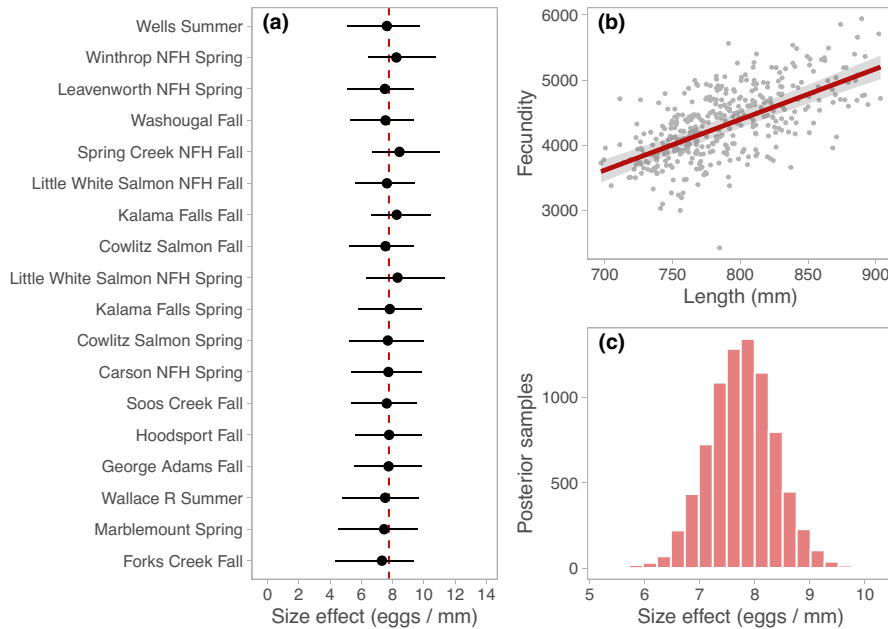 (a)
Wells Summer
Winthrop NFH Spring
Leavenworth NFH Spring
Washougal Fall
Spring Creek NFH Fall
Little White Salmon NFH Fall
Kalama Falls Fall
Cowlitz Salmon Fall
Little White Salmon NFH Spring
Kalama Falls Spring
Cowlitz Salmon Spring
Carson NFH Spring
Soos Creek Fall
Hoodsport Fall
George Adams Fall
Wallace R Summer
Marblemount Spring
Forks Creek Fall
0 2 4 6 8 10 12 14
Size effect (eggs / mm)
(b)
Fecundity
6000
5000
4000
3000
700 750 800 850 900
Length (mm)
(c)
Posterior samples
1000
500
0
5 6 7 8 9 10
Size effect (eggs / mm)